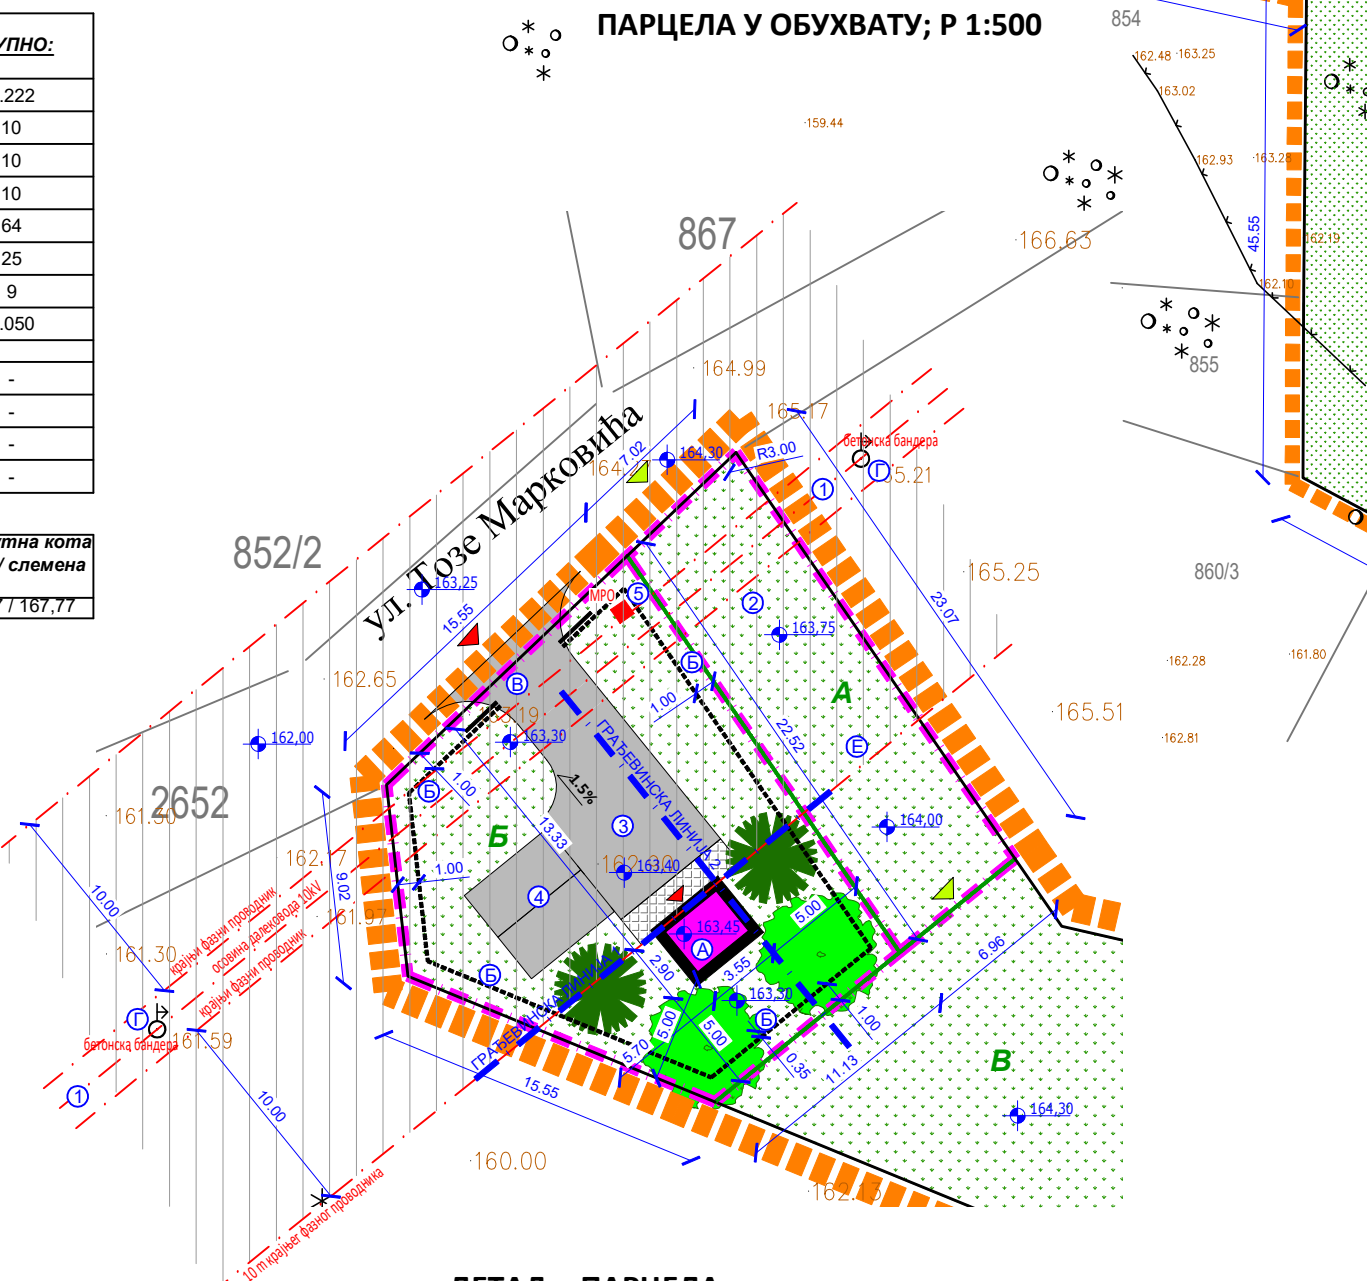 ПАРЦЕЛА У ОБУХВАТУ; Р 1:500
УПНО:
.222
10
10
10
64
25
9
.050
-
-
-
-
тна кота
/ слемена
7 / 167,77
854
162.48
163.25
163.02
162.93
163.28
45.55
162.19
162.10
855
860/3
162.28
161.80
162.81
159.44
867
166.63
164.99
165.17
бетонска бандера
R3.00
164,30
7.02
164.
65.21
Г
1
852/2
ул. Тозе Марковића
163,25
15.55
МРО
5
2
163,75
165.25
23.07
162.65
В
Б
1.00
А
165.51
162,00
163,30
ГРАЂЕВИНСКА ЛИНИЈА
22.52
Е
2652
1.00
Б
1.5%
Б
13.33
3
164,00
162.17
1.00
163,40
9.02
4
161.97
163,45
А
5.00
10.00
крајњи фазни проводник
осовина далековода 10kV
крајњи фазни проводник
161.30
Б
2.90
3.55
6.96
ГРАЂЕВИНСКА ЛИНИЈА
163,30
Б
1.00
Г
бетонска бандера
161.59
5.00
5.00
5.70
0.35
11.13
В
1
10.00
15.55
164,30
160.00
162.13
10 m крајњег фазног проводника